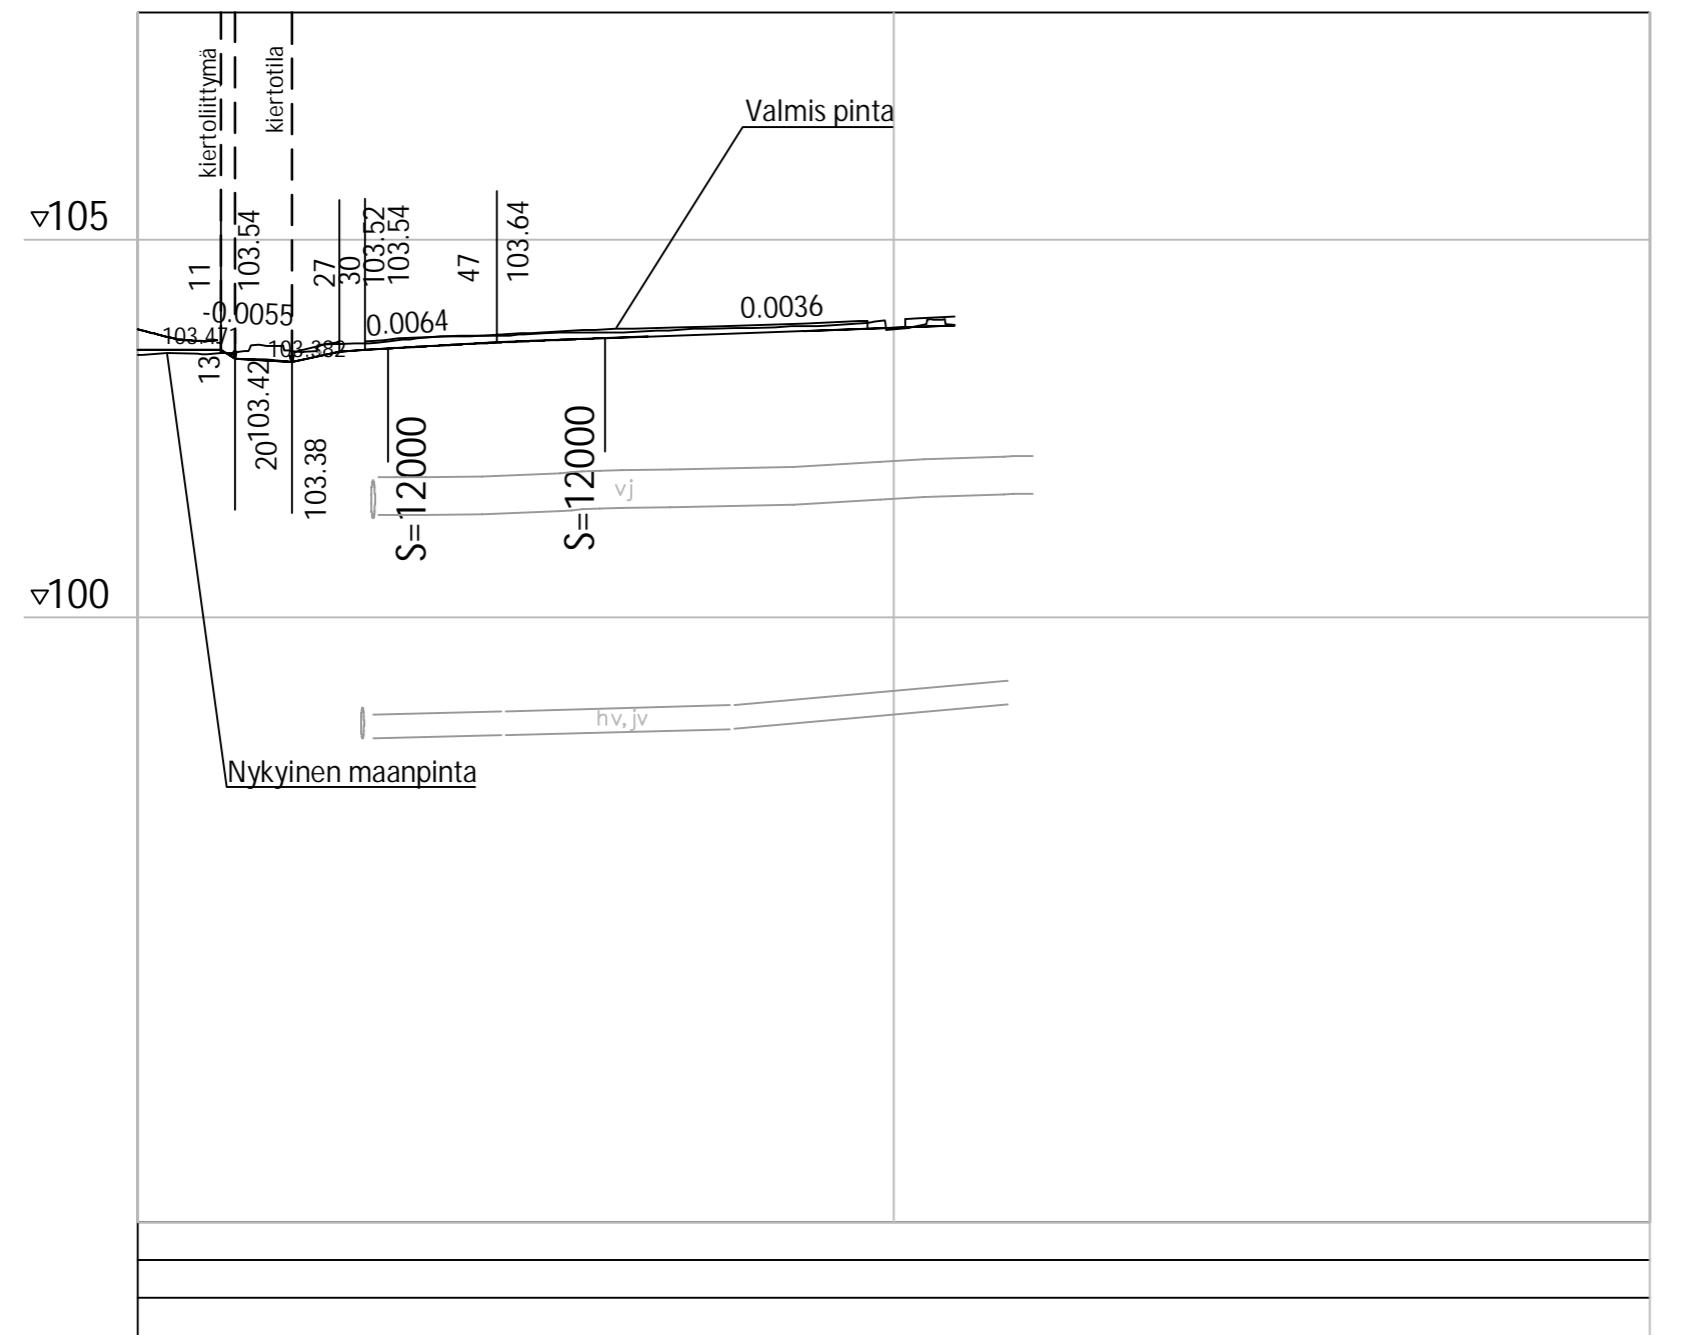 kiertoliittymä
kiertotila
Valmis pinta
▿105
11
103.54
27
30
103.52
103.54
47
103.64
-0.0055
0.0064
0.0036
103.471
103.382
13
103.42
20
103.38
S=12000
S=12000
vj
▿100
hv,jv
Nykyinen maanpinta